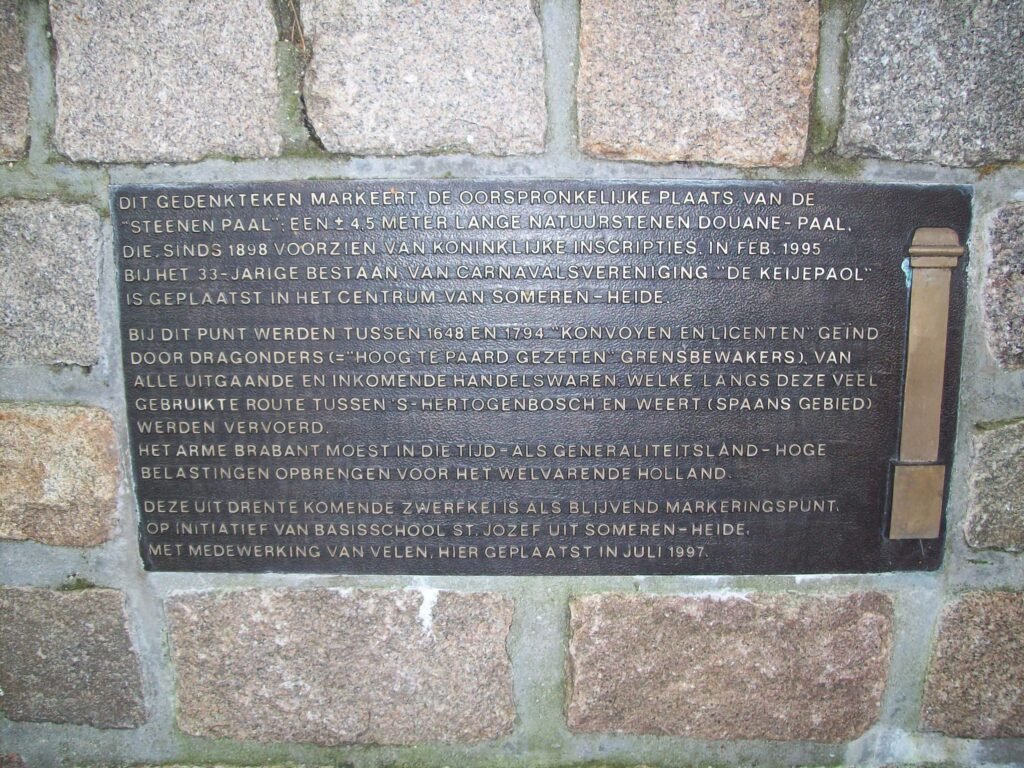 DIT GEDENKTEKEN MARKEERT DE OORSPRONKELIJKE PLAATS VAN DE
"STEENEN PAAL"; EEN ± 4,5 METER LANGE NATUURSTENEN DOUANE-PAAL,
DIE, SINDS 1898 VOORZIEN VAN KONINKLIJKE INSCRIPTIES, IN FEB. 1995
BIJ HET 33-JARIGE BESTAAN VAN CARNAVALSVERENIGING "DE KEIJEPAOL"
IS GEPLAATST IN HET CENTRUM VAN SOMEREN-HEIDE.
BIJ DIT PUNT WERDEN TUSSEN 1648 EN 1794 "KONVOYEN EN LICENTEN" GEÏND
DOOR DRAGONDERS (="HOOG TE PAARD GEZETEN" GRENSBEWAKERS), VAN
ALLE UITGAANDE EN INKOMENDE HANDELSWAREN, WELKE LANGS DEZE VEEL
GEBRUIKTE ROUTE TUSSEN 'S-HERTOGENBOSCH EN WEERT (SPAANS GEBIED)
WERDEN VERVOERD.
HET ARME BRABANT MOEST IN DIE TIJD-ALS GENERALITEITSLAND-HOGE
BELASTINGEN OPBRENGEN VOOR HET WELVARENDE HOLLAND.
DEZE UIT DRENTE KOMENDE ZWERFKEI IS ALS BLIJVEND MARKERINGSPUNT,
OP INITIATIEF VAN BASISSCHOOL ST. JOZEF UIT SOMEREN-HEIDE,
MET MEDEWERKING VAN VELEN, HIER GEPLAATST IN JULI 1997.